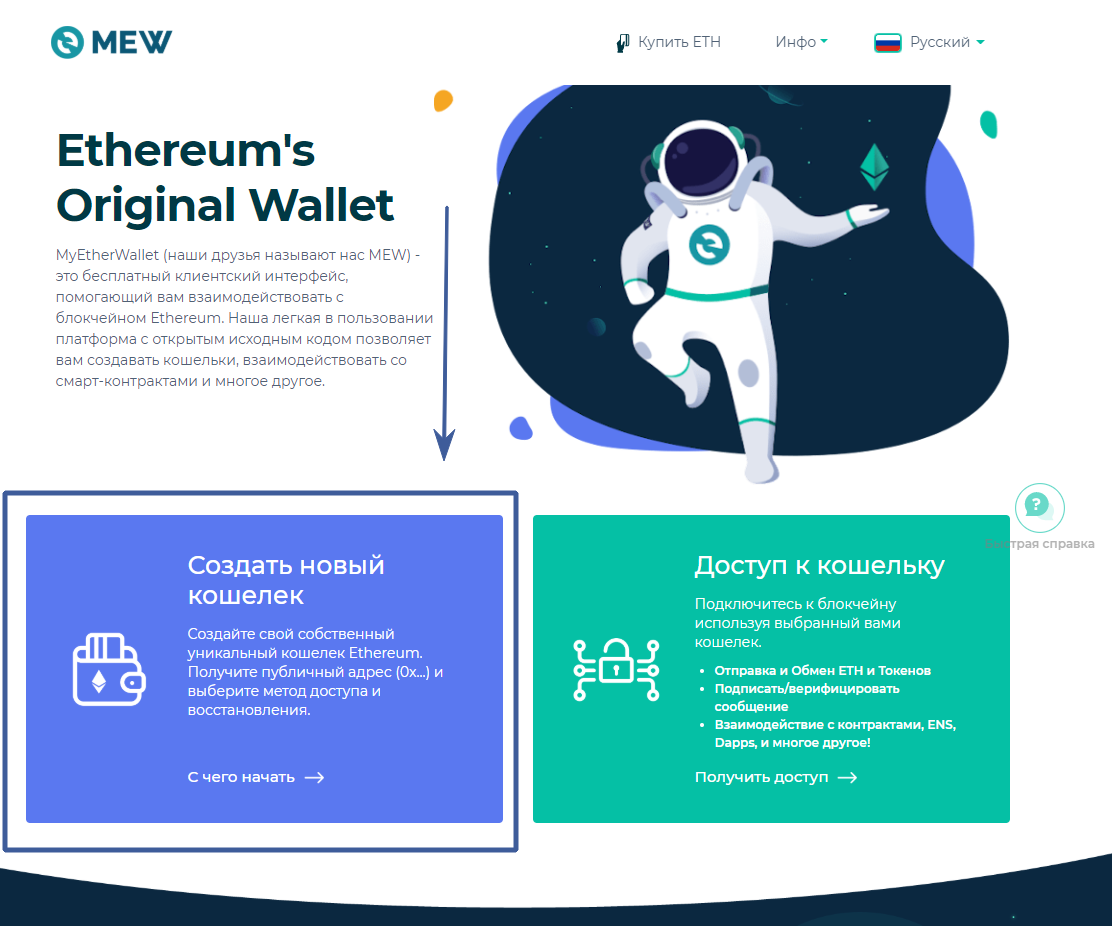 MEW
Купить ETH
Инфо
Русский
Ethereum's
Original Wallet
MyEtherWallet (наши друзья называют нас MEW) -
это бесплатный клиентский интерфейс,
помогающий вам взаимодействовать с
блокчейном Ethereum. Наша легкая в пользовании
платформа с открытым исходным кодом позволяет
вам создавать кошельки, взаимодействовать со
смарт-контрактами и многое другое.
Создать новый
кошелек
Создайте свой собственный
уникальный кошелек Ethereum.
Получите публичный адрес (0x...) и
выберите метод доступа и
восстановления.
С чего начать
Доступ к кошельку
Подключитесь к блокчейну
используя выбранный вами
кошелек.
• Отправка и Обмен ETH и Токенов
• Подписать/верифицировать
сообщение
• Взаимодействие с контрактами, ENS,
Dapps, и многое другое!
Получить доступ
?
Быстрая справка